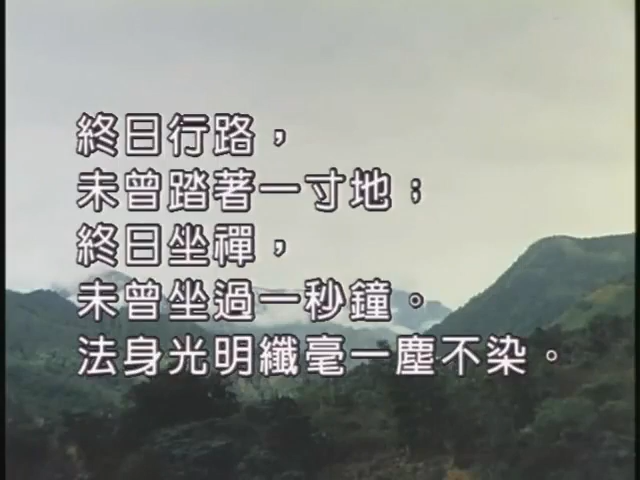 終日行路，
未曾踏著一寸地；
終日坐禪，
未曾坐過一秒鐘。
法身光明纖毫一塵不染。